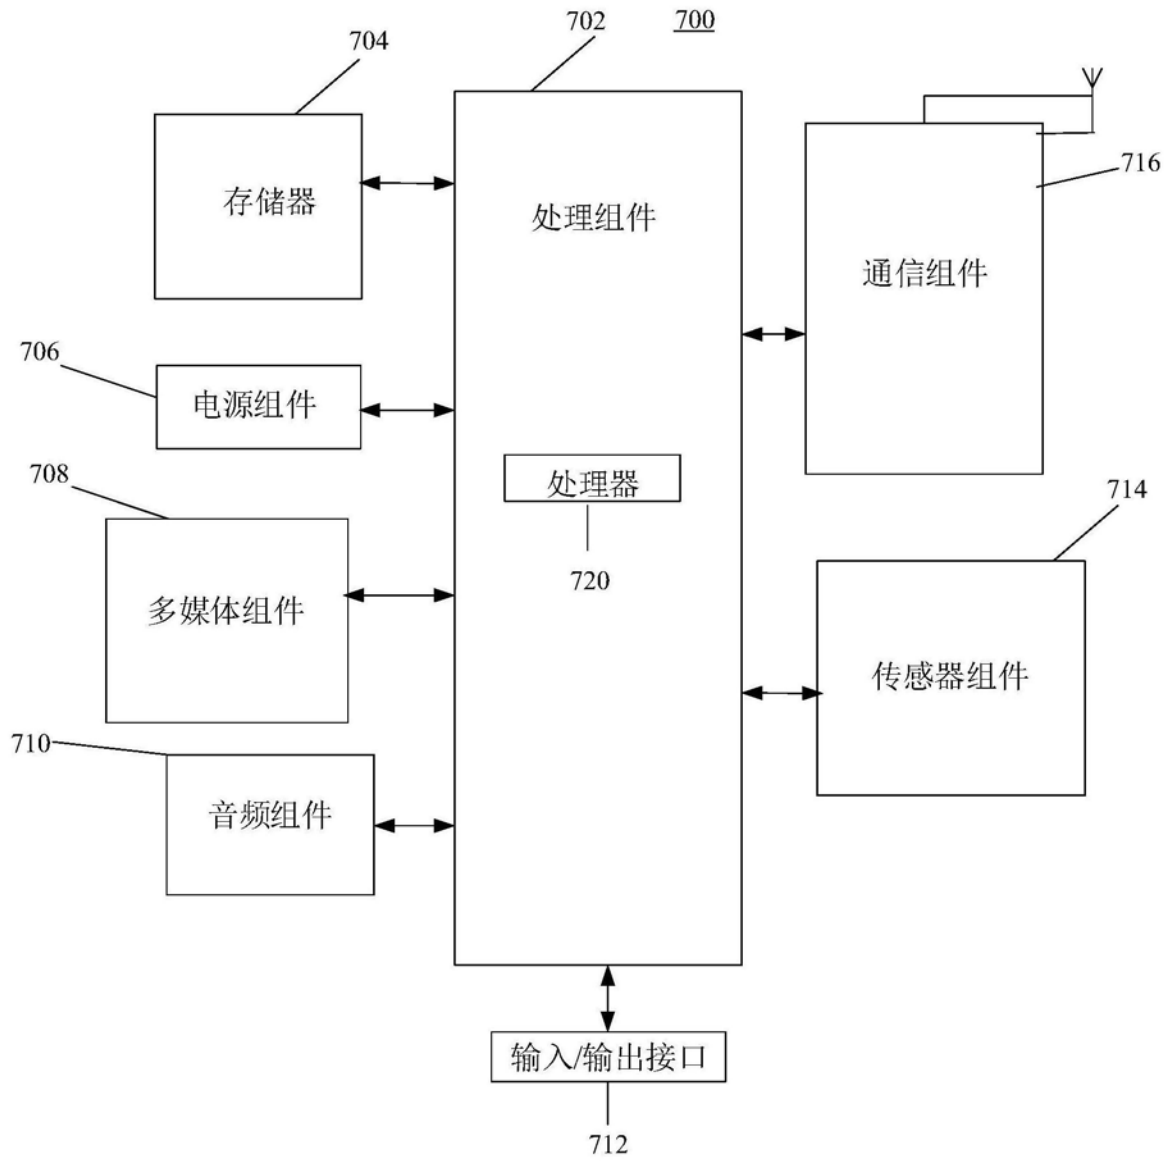 702
700
704
存储器
处理组件
716
通信组件
706
电源组件
708
处理器
714
720
多媒体组件
传感器组件
710
音频组件
输入/输出接口
712